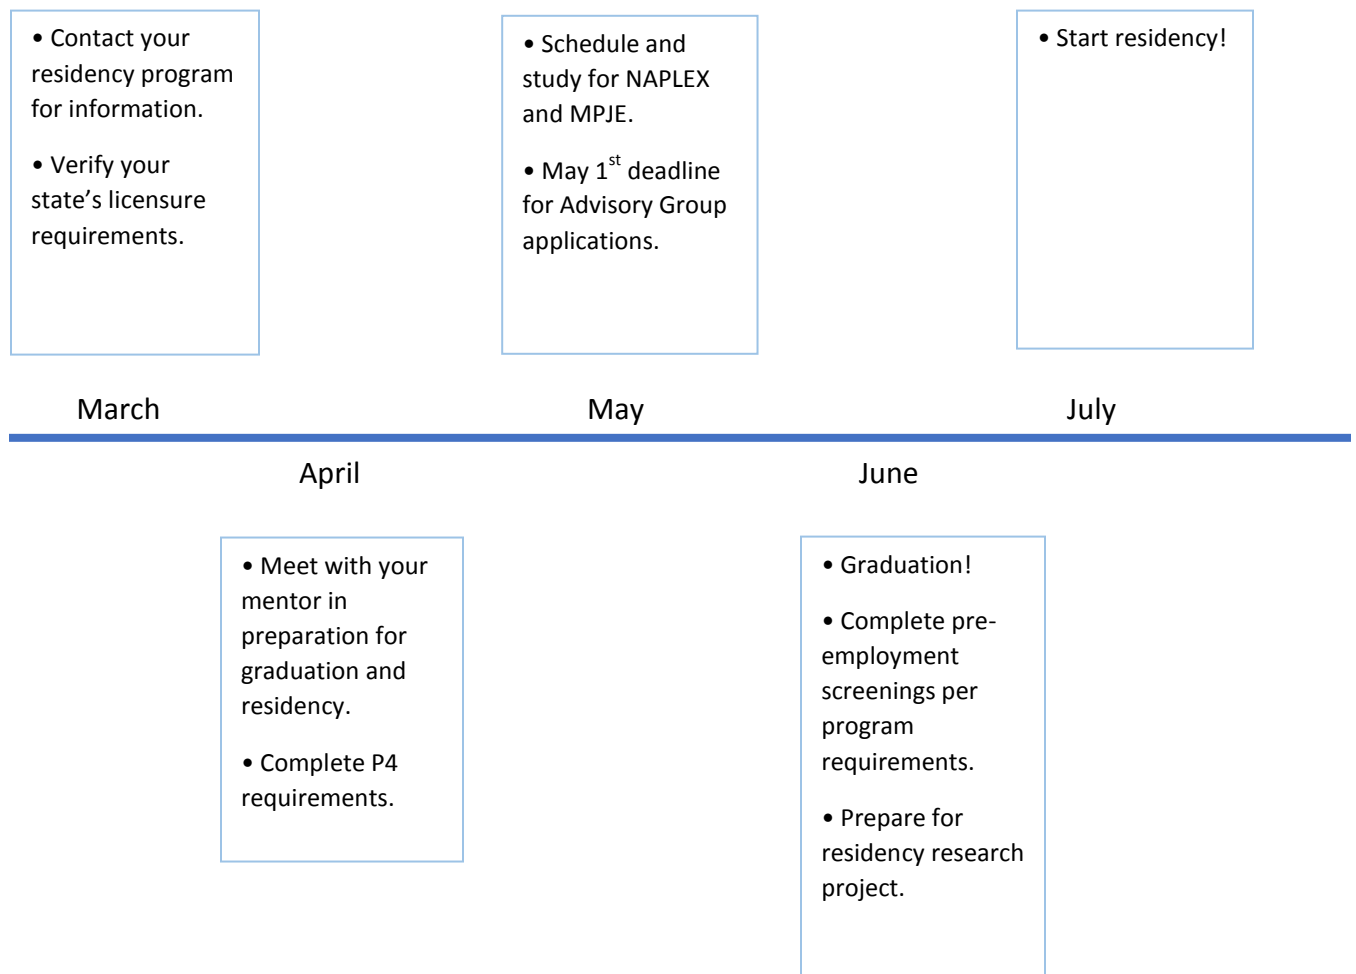 • Contact your
residency program
for information.
• Verify your
state’s licensure
requirements.
• Schedule and
study for NAPLEX
and MPJE.
• May 1st deadline
for Advisory Group
applications.
• Start residency!
March
May
July
April
June
• Meet with your
mentor in
preparation for
graduation and
residency.
• Complete P4
requirements.
• Graduation!
• Complete pre-
employment
screenings per
program
requirements.
• Prepare for
residency research
project.